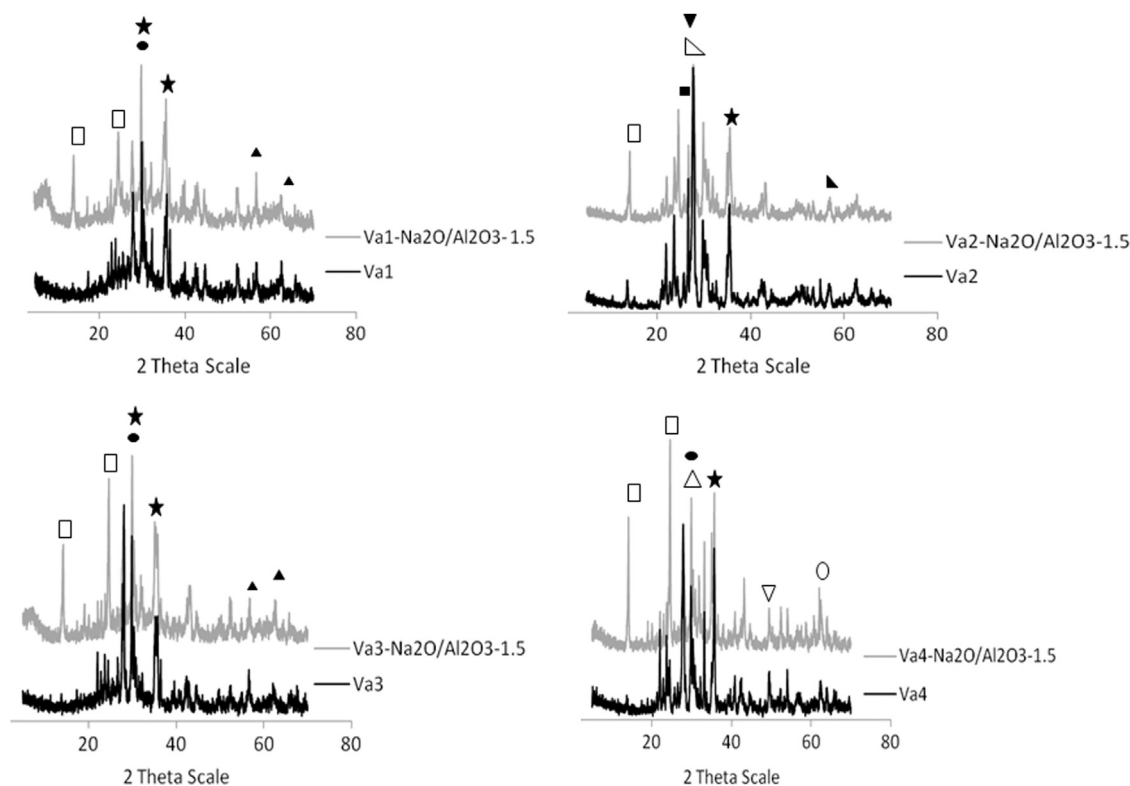 Va1-Na2O/Al2O3-1.5
Va1
20 40 60 80
2 Theta Scale
Va2-Na2O/Al2O3-1.5
Va2
20 40 60 80
2 Theta Scale
Va3-Na2O/Al2O3-1.5
Va3
20 40 60 80
2 Theta Scale
Va4-Na2O/Al2O3-1.5
Va4
20 40 60 80
2 Theta Scale